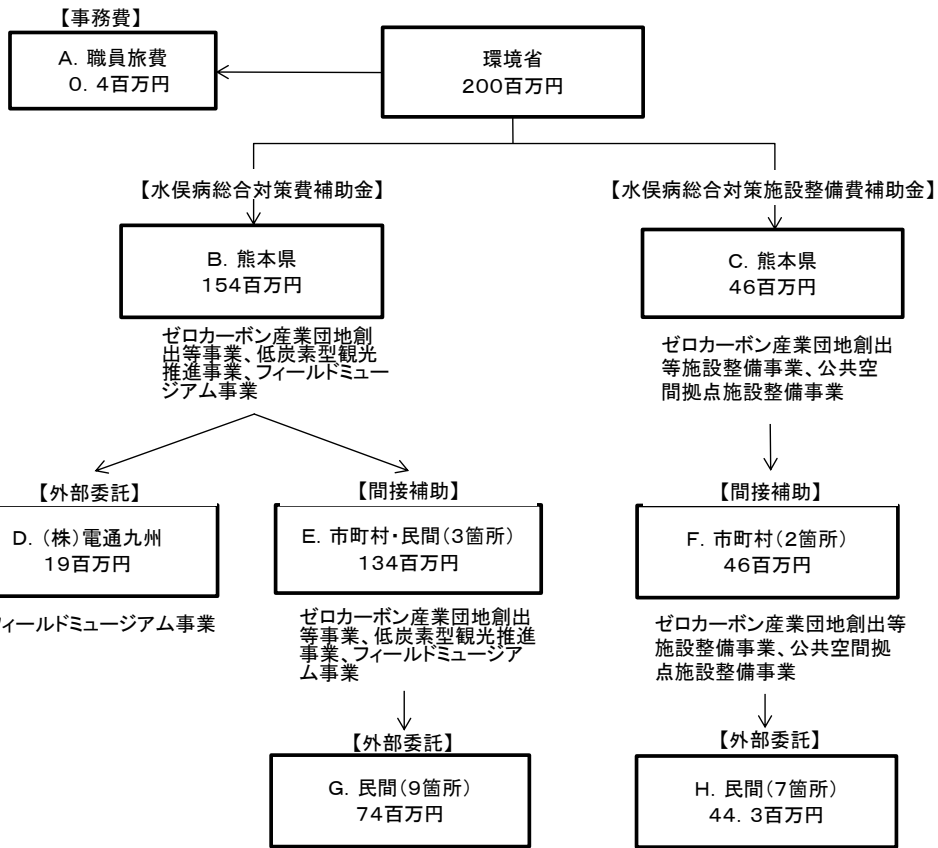 【事務費】
A. 職員旅費
0. 4百万円
環境省
200百万円
【水俣病総合対策費補助金】
【水俣病総合対策施設整備費補助金】
B. 熊本県
154百万円
C. 熊本県
46百万円
ゼロカーボン産業団地創
出等事業、低炭素型観光
推進事業、フィールドミュー
ジアム事業
ゼロカーボン産業団地創出
等施設整備事業、公共空
間拠点施設整備事業
【外部委託】
【間接補助】
【間接補助】
D. (株)電通九州
19百万円
E. 市町村・民間(3箇所)
134百万円
F. 市町村(2箇所)
46百万円
ィールドミュージアム事業
ゼロカーボン産業団地創出
等事業、低炭素型観光推進
事業、フィールドミュージア
ム事業
ゼロカーボン産業団地創出等
施設整備事業、公共空間拠
点施設整備事業
【外部委託】
【外部委託】
G. 民間(9箇所)
74百万円
H. 民間(7箇所)
44. 3百万円